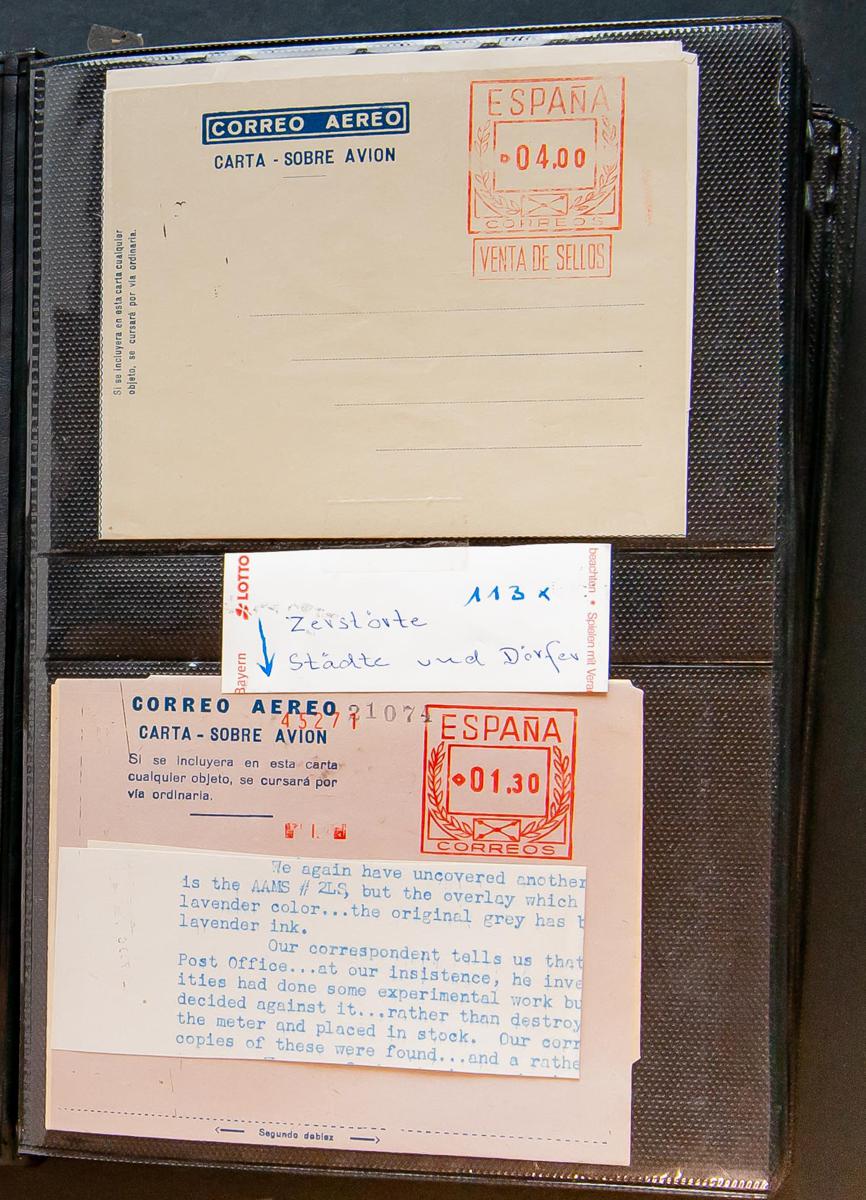 CORREO AEREO
CARTA - SOBRE AVION
ESPAÑA
04,00
CORREOS
VENTA DE SELLOS
Si se incluyera en esta carta cualquier
objeto, se cursará por vía ordinaria.
Bayern
LOTTO
113 x
Zerstörte
Städte und Dörfer
beachten * Spielen mit Vera
CORREO AEREO
45271
21074
CARTA - SOBRE AVION
Si se incluyera en esta carta
cualquier objeto, se cursará por
vía ordinaria.
ESPAÑA
01,30
CORREOS
We again have uncovered another
is the AAMS # 2LS, but the overlay which
lavender color...the original grey has
lavender ink.
Our correspondent tells us that
Post Office...at our insistence, he inve
ities had done some experimental work bu
decided against it...rather than destroy
the meter and placed in stock. Our corr
copies of these were found...and a rathe
Segundo doblez